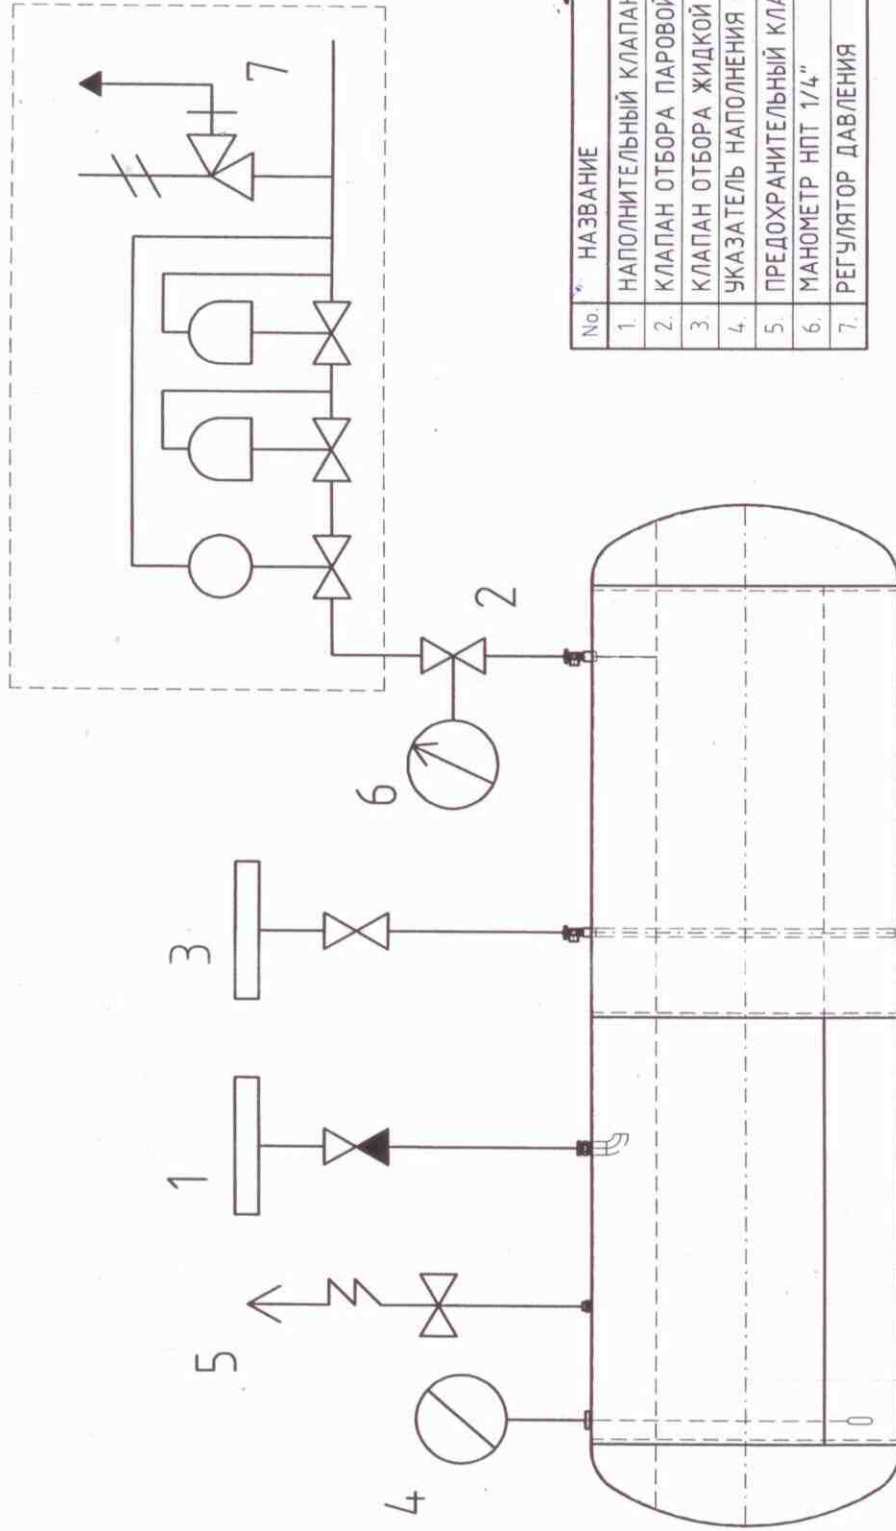 No. НАЗВАНИЕ
1. НАПОЛНИТЕЛЬНЫЙ КЛАПАН
2. КЛАПАН ОТБОРА ПАРОВОЙ
3. КЛАПАН ОТБОРА ЖИДКОЙ
4. УКАЗАТЕЛЬ НАПОЛНЕНИЯ
5. ПРЕДОХРАНИТЕЛЬНЫЙ
6. МАНОМЕТР НПТ 1/4"
7. РЕГУЛЯТОР ДАВЛЕНИЯ
4
5
1
3
6
2
7